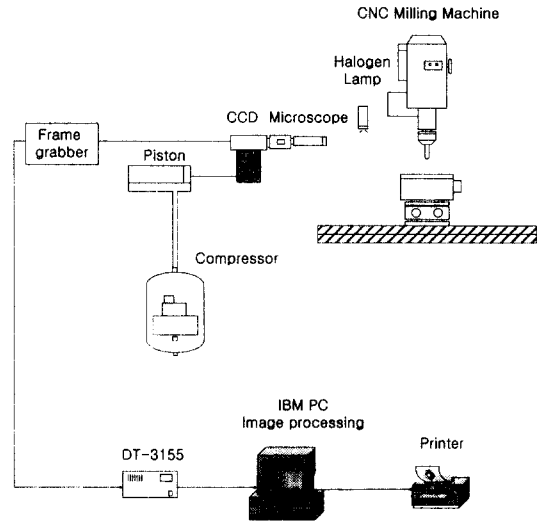 CNC Milling Machine
Halogen
Lamp
CCD Microscope
Frame
grabber
Piston
Compressor
IBM PC
Image processing
DT-3155
Printer